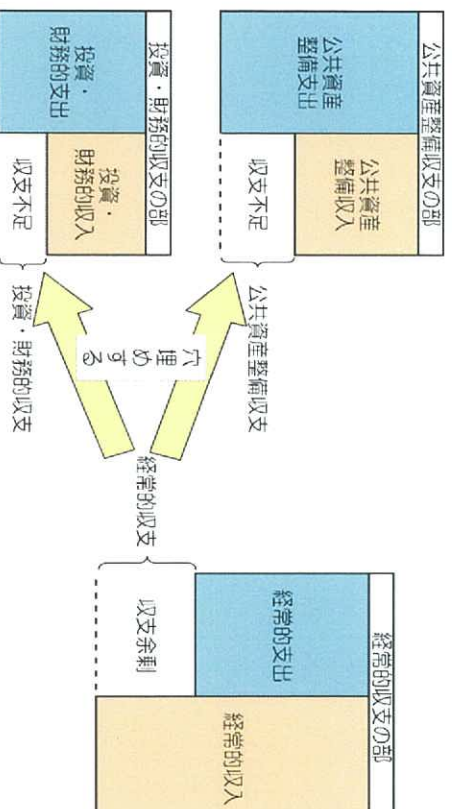 公共資産整備収支の部
公共資産
整備支出
公共資産
整備収入
収支不足
公共資産整備収支
投資・財務的収支の部
投資・
財務的支出
投資・
財務的収入
収支不足
投資・財務的収支
穴埋めする
経常的収支の部
経常的支出
経常的収入
収支余剰
経常的収支